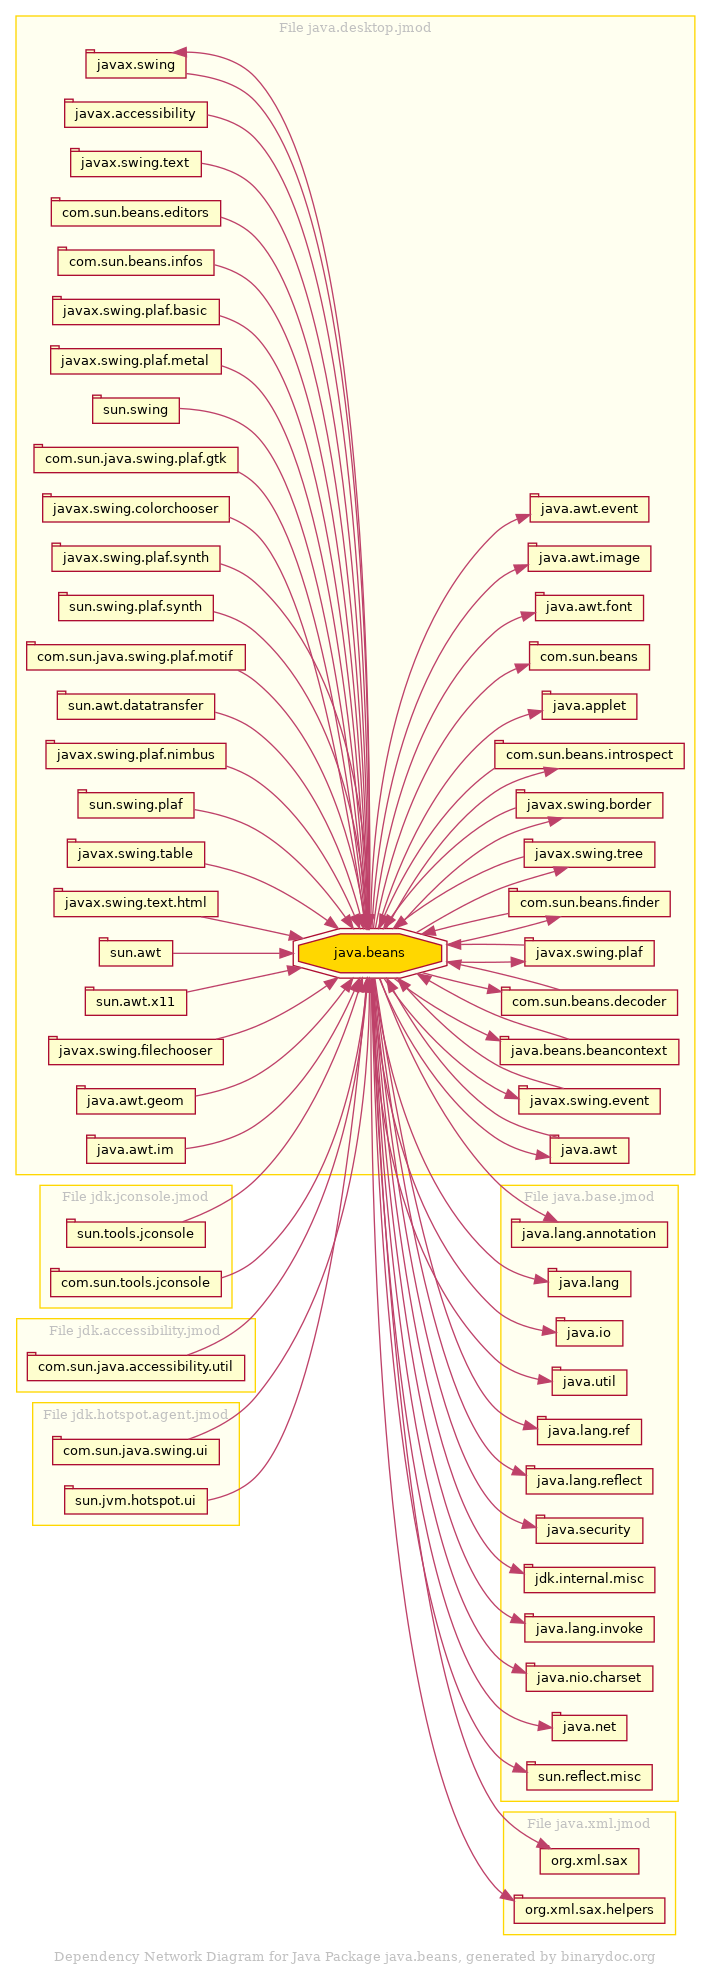 File java.desktop.jmod
javax.swing
javax.accessibility
javax.swing.text
com.sun.beans.editors
com.sun.beans.infos
javax.swing.plaf.basic
javax.swing.plaf.metal
sun.swing
com.sun.java.swing.plaf.gtk
javax.swing.colorchooser
javax.swing.plaf.synth
sun.swing.plaf.synth
com.sun.java.swing.plaf.motif
sun.awt.datatransfer
javax.swing.plaf.nimbus
sun.swing.plaf
javax.swing.table
javax.swing.text.html
sun.awt
sun.awt.x11
javax.swing.filechooser
java.awt.geom
java.awt.im
java.beans
java.awt.event
java.awt.image
java.awt.font
com.sun.beans
java.applet
com.sun.beans.introspect
javax.swing.border
javax.swing.tree
com.sun.beans.finder
javax.swing.plaf
com.sun.beans.decoder
java.beans.beancontext
javax.swing.event
java.awt
File jdk.jconsole.jmod
sun.tools.jconsole
com.sun.tools.jconsole
File jdk.accessibility.jmod
com.sun.java.accessibility.util
File jdk.hotspot.agent.jmod
com.sun.java.swing.ui
sun.jvm.hotspot.ui
File java.base.jmod
java.lang.annotation
java.lang
java.io
java.util
java.lang.ref
java.lang.reflect
java.security
jdk.internal.misc
java.lang.invoke
java.nio.charset
java.net
sun.reflect.misc
File java.xml.jmod
org.xml.sax
org.xml.sax.helpers
Dependency Network Diagram for Java Package java.beans, generated by binarydoc.org